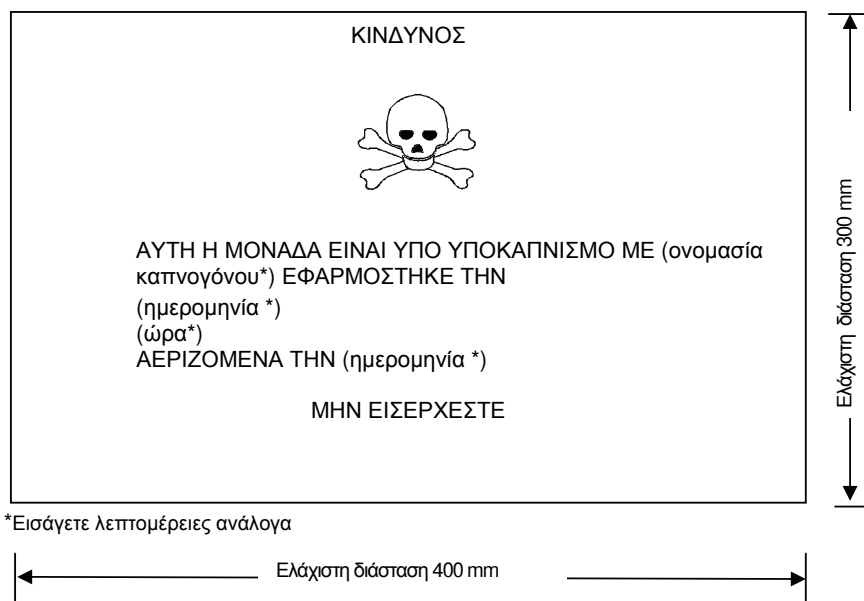 ΚΙΝΔΥΝΟΣ
ΑΥΤΗ Η ΜΟΝΑΔΑ ΕΙΝΑΙ ΥΠΟ ΥΠΟΚΑΠΝΙΣΜΟ ΜΕ (ονομασία
καπνογόνου*) ΕΦΑΡΜΟΣΤΗΚΕ ΤΗΝ
(ημερομηνία *)
(ώρα*)
ΑΕΡΙΖΟΜΕΝΑ ΤΗΝ (ημερομηνία *)
ΜΗΝ ΕΙΣΕΡΧΕΣΤΕ
Ελάχιστη διάσταση 300 mm
*Εισάγετε λεπτομέρειες ανάλογα
Ελάχιστη διάσταση 400 mm